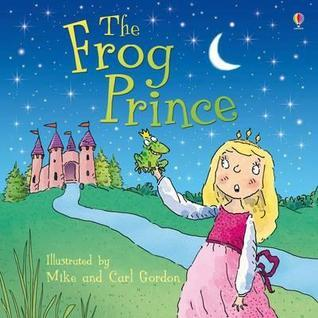 The
Frog
Prince
Illustrated by
Mike and Carl Gordon